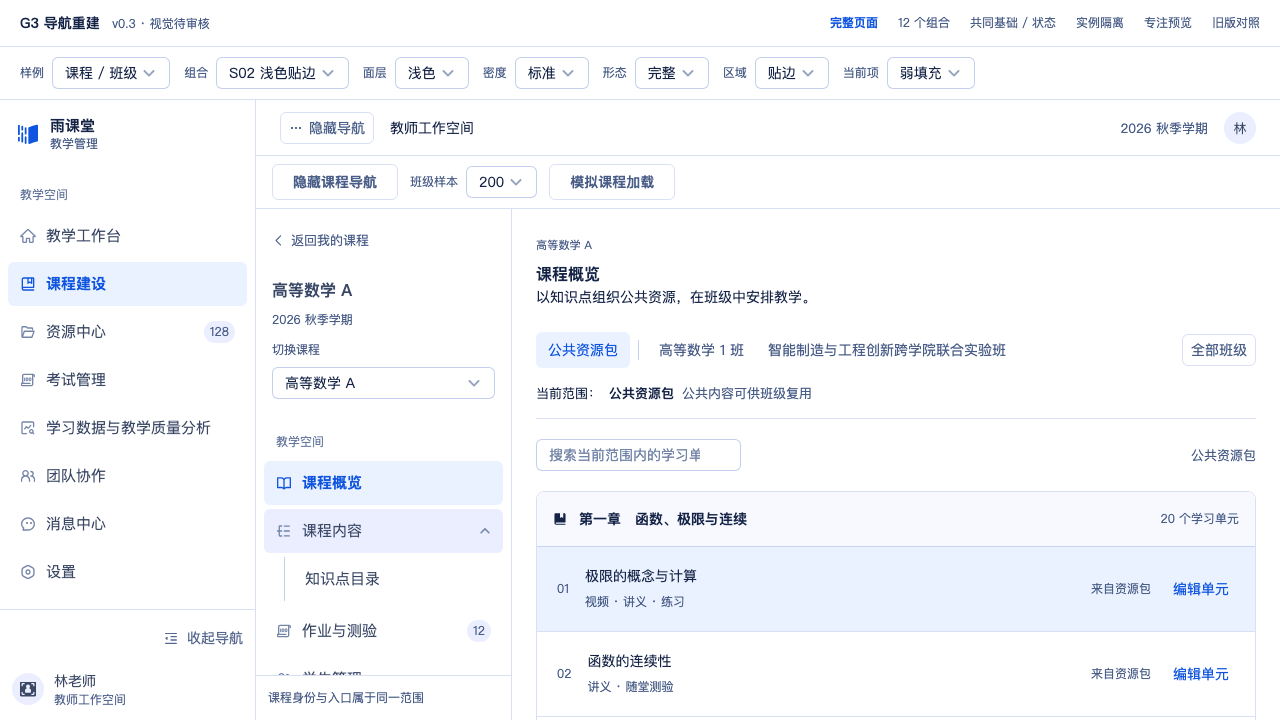 G3 导航重建 v0.3 · 视觉待审核 完整页面 12 个组合 共同基础 / 状态 实例隔离 专注预览 旧版对照
样例 课程 / 班级 组合 S02 浅色贴边 面层 浅色 密度 标准 形态 完整 区域 贴边 当前项 弱填充
雨课堂
教学管理
教学空间
教学工作台
课程建设
资源中心 128
考试管理
学习数据与教学质量分析
团队协作
消息中心
设置
收起导航
林老师
教师工作空间
··· 隐藏导航 教师工作空间 2026 秋季学期 林
隐藏课程导航 班级样本 200 模拟课程加载
返回我的课程
高等数学 A
2026 秋季学期
切换课程
高等数学 A
教学空间
课程概览
课程内容
知识点目录
作业与测验 12
课程身份与入口属于同一范围
高等数学 A
课程概览
以知识点组织公共资源，在班级中安排教学。
公共资源包 高等数学 1 班 智能制造与工程创新跨学院联合实验班 全部班级
当前范围： 公共资源包 公共内容可供班级复用
搜索当前范围内的学习单 公共资源包
第一章 函数、极限与连续 20 个学习单元
01 极限的概念与计算 来自资源包 编辑单元
视频 · 讲义 · 练习
02 函数的连续性 来自资源包 编辑单元
讲义 · 随堂测验